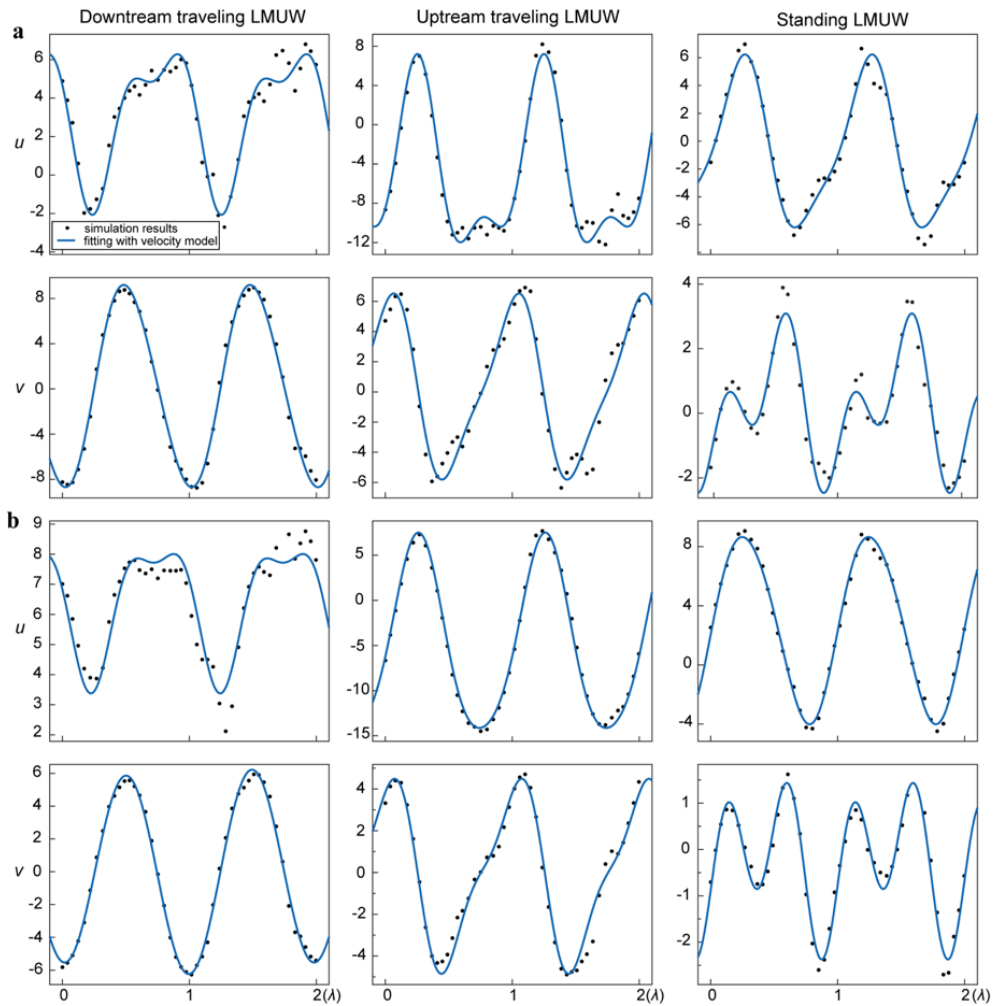 Downtream traveling LMUW Uptream traveling LMUW Standing LMUW
a
6 4 2 0 -2 -4
u
simulation results
fitting with velocity model
8 4 0 -4 -8 -12
6 4 2 0 -2 -4 -6
8 4 0 -4 -8
v
6 4 2 0 -2 -4 -6
4 2 0 -2
b
9 8 7 6 5 4 3 2
u
5 0 -5 -10 -15
8 4 0 -4
6 4 2 0 -2 -4 -6
v
4 2 0 -2 -4
1 0 -1 -2
0 1 2(λ) 0 1 2(λ) 0 1 2(λ)